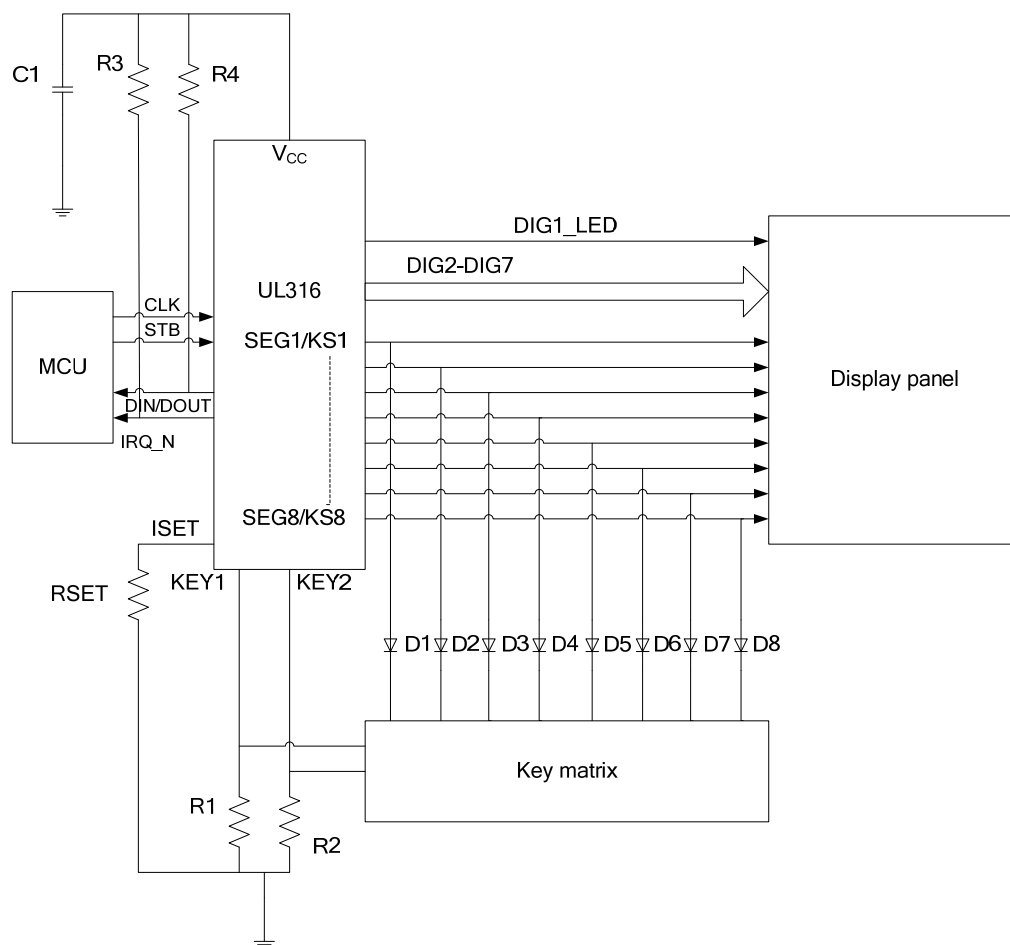 C1
R3
R4
VCC
DIG1_LED
DIG2-DIG7
UL316
CLK
STB
SEG1/KS1
MCU
Display panel
DIN/DOUT
IRQ_N
SEG8/KS8
ISET
KEY1
KEY2
RSET
D1
D2
D3
D4
D5
D6
D7
D8
Key matrix
R1
R2